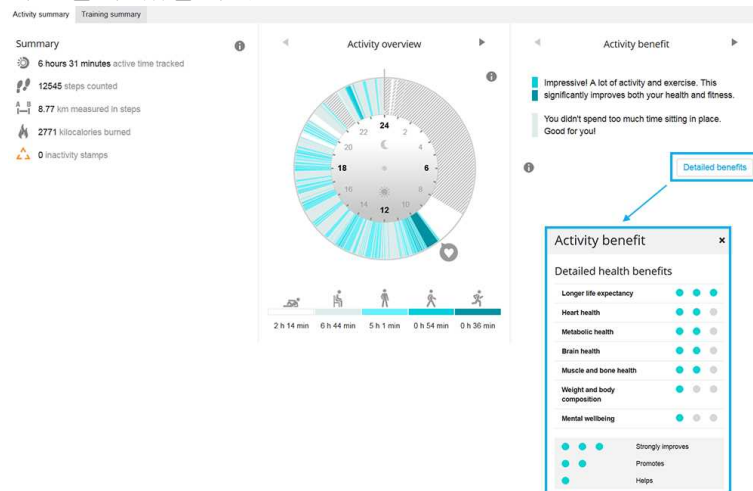 Activity summary
Training summary
Summary
6 hours 31 minutes active time tracked
12545 steps counted
A B
8.77 km measured in steps
2771 kilocalories burned
0 inactivity stamps
Activity overview
24
22
2
20
4
18
6
16
8
14
10
12
2 h 14 min
6 h 44 min
5 h 1 min
0 h 54 min
0 h 36 min
Activity benefit
Impressive! A lot of activity and exercise. This
significantly improves both your health and fitness.
You didn't spend too much time sitting in place.
Good for you!
Detailed benefits
Activity benefit
×
Detailed health benefits
Longer life expectancy
Heart health
Metabolic health
Brain health
Muscle and bone health
Weight and body
composition
Mental wellbeing
Strongly improves
Promotes
Helps